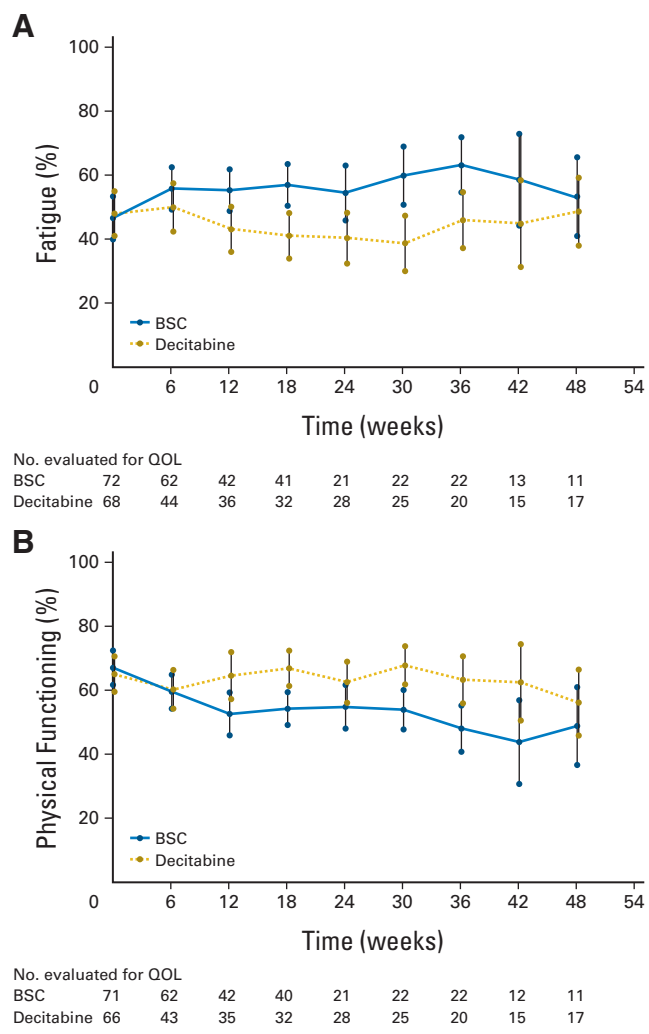 A
100
80
60
40
20
0
Fatigue (%)
BSC
Decitabine
6 12 18 24 30 36 42 48 54
Time (weeks)
No. evaluated for QOL
BSC 72 62 42 41 21 22 22 13 11
Decitabine 68 44 36 32 28 25 20 15 17
B
100
80
60
40
20
0
Physical Functioning (%)
BSC
Decitabine
6 12 18 24 30 36 42 48 54
Time (weeks)
No. evaluated for QOL
BSC 71 62 42 40 21 22 22 12 11
Decitabine 66 43 35 32 28 25 20 15 17